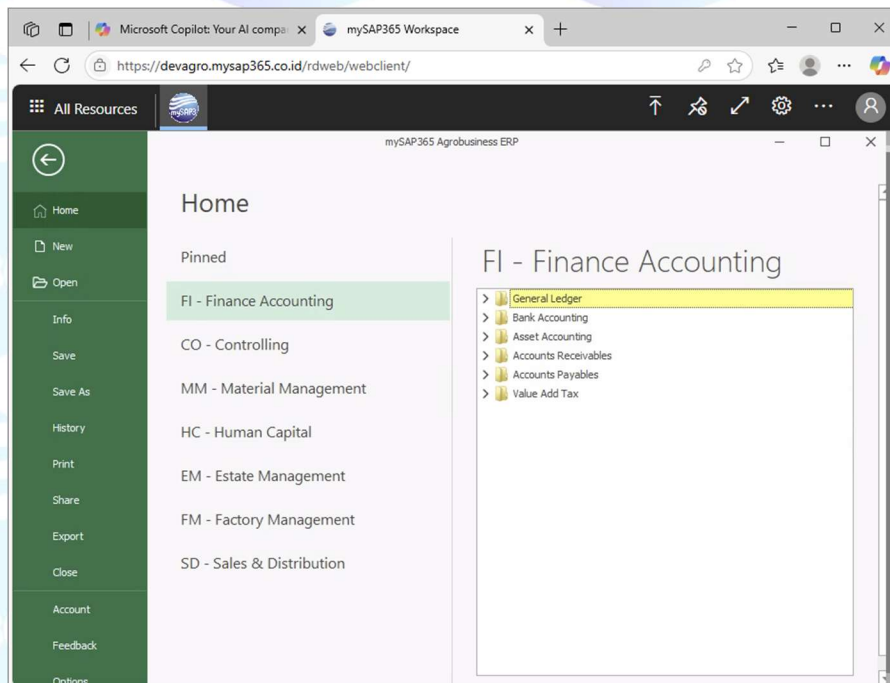 Microsoft Copilot: Your AI compa
mySAP365 Workspace
https://devagro.mysap365.co.id/rdweb/webclient/
All Resources
mySAP3
mySAP365 Agrobusiness ERP
Home
New
Open
Info
Save
Save As
History
Print
Share
Export
Close
Account
Feedback
Options
Home
Pinned
FI - Finance Accounting
CO - Controlling
MM - Material Management
HC - Human Capital
EM - Estate Management
FM - Factory Management
SD - Sales & Distribution
FI - Finance Accounting
General Ledger
Bank Accounting
Asset Accounting
Accounts Receivables
Accounts Payables
Value Add Tax